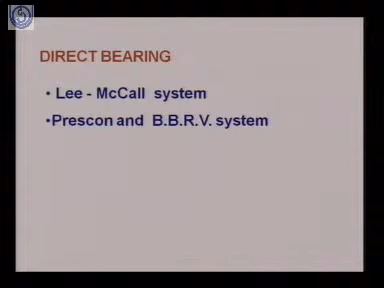 DIRECT BEARING
• Lee - McCall system
•Prescon and B.B.R.V. system